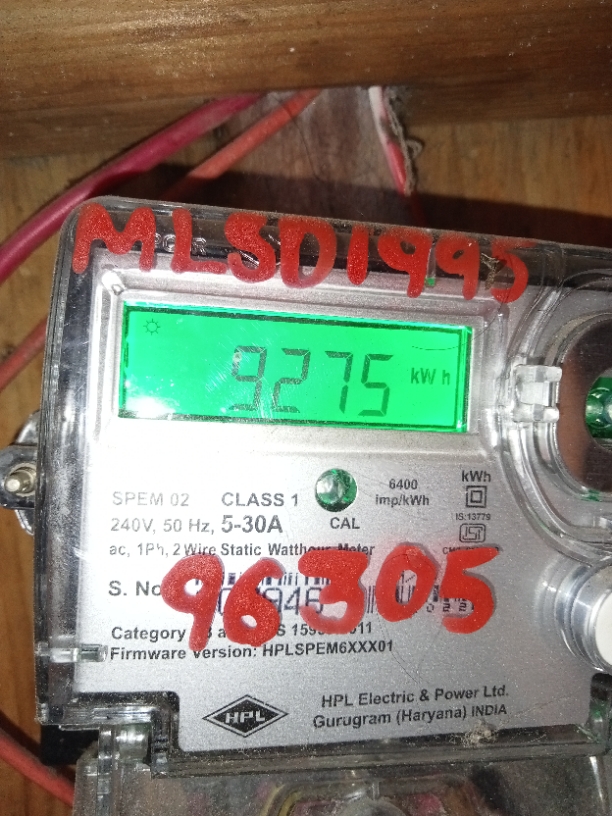 MLSD1995
9275 kWh
SPEM 02 CLASS 1
240V, 50 Hz, 5-30A
ac, 1Ph, 2 Wire Static Watthour Meter
CAL
6400
imp/kWh
kWh
IS:13779
S. No
96305
Category
Firmware Version: HPLSPEM6XXX01
HPL
HPL Electric & Power Ltd.
Gurugram (Haryana) INDIA